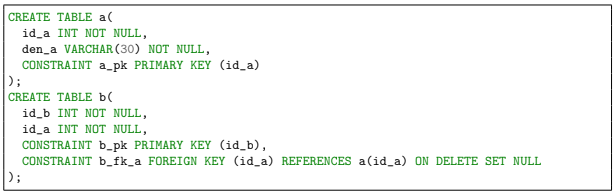 CREATE TABLE a(
  id_a INT NOT NULL,
  den_a VARCHAR(30) NOT NULL,
  CONSTRAINT a_pk PRIMARY KEY (id_a)
);
CREATE TABLE b(
  id_b INT NOT NULL,
  id_a INT NOT NULL,
  CONSTRAINT b_pk PRIMARY KEY (id_b),
  CONSTRAINT b_fk_a FOREIGN KEY (id_a) REFERENCES a(id_a) ON DELETE SET NULL
);